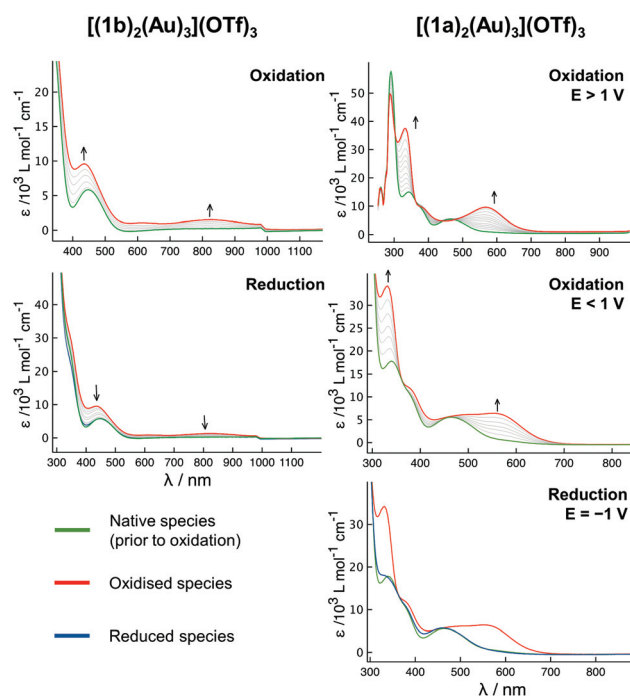 [(1b)₂(Au)₃](OTf)₃
[(1a)₂(Au)₃](OTf)₃
Oxidation
ε /10³ L mol⁻¹ cm⁻¹
20
15
10
5
0
400 500 600 700 800 900 1000 1100
Oxidation
E > 1 V
ε /10³ L mol⁻¹ cm⁻¹
50
40
30
20
10
0
300 400 500 600 700 800 900
Reduction
ε /10³ L mol⁻¹ cm⁻¹
40
30
20
10
0
300 400 500 600 700 800 900 1000 1100
λ / nm
Oxidation
E < 1 V
ε /10³ L mol⁻¹ cm⁻¹
30
20
10
0
300 400 500 600 700 800
Native species
(prior to oxidation)
Oxidised species
Reduced species
Reduction
E = −1 V
ε /10³ L mol⁻¹ cm⁻¹
30
20
10
0
300 400 500 600 700 800
λ / nm